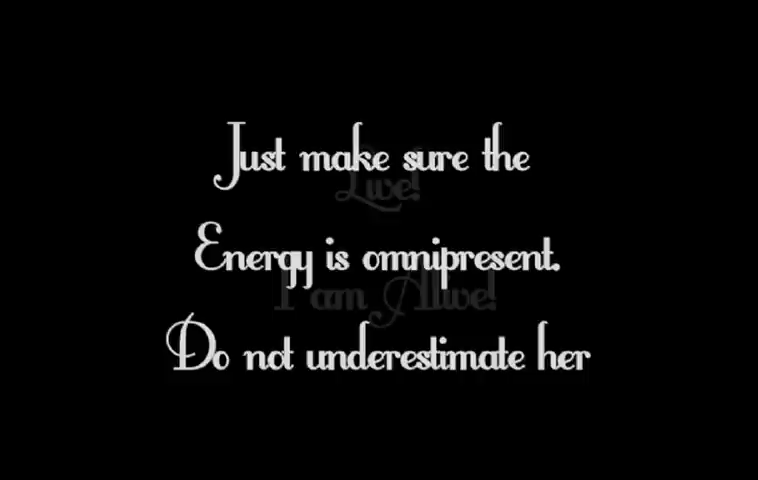 Just make sure the
Live!
Energy is omnipresent.
I am Alive!
Do not underestimate her